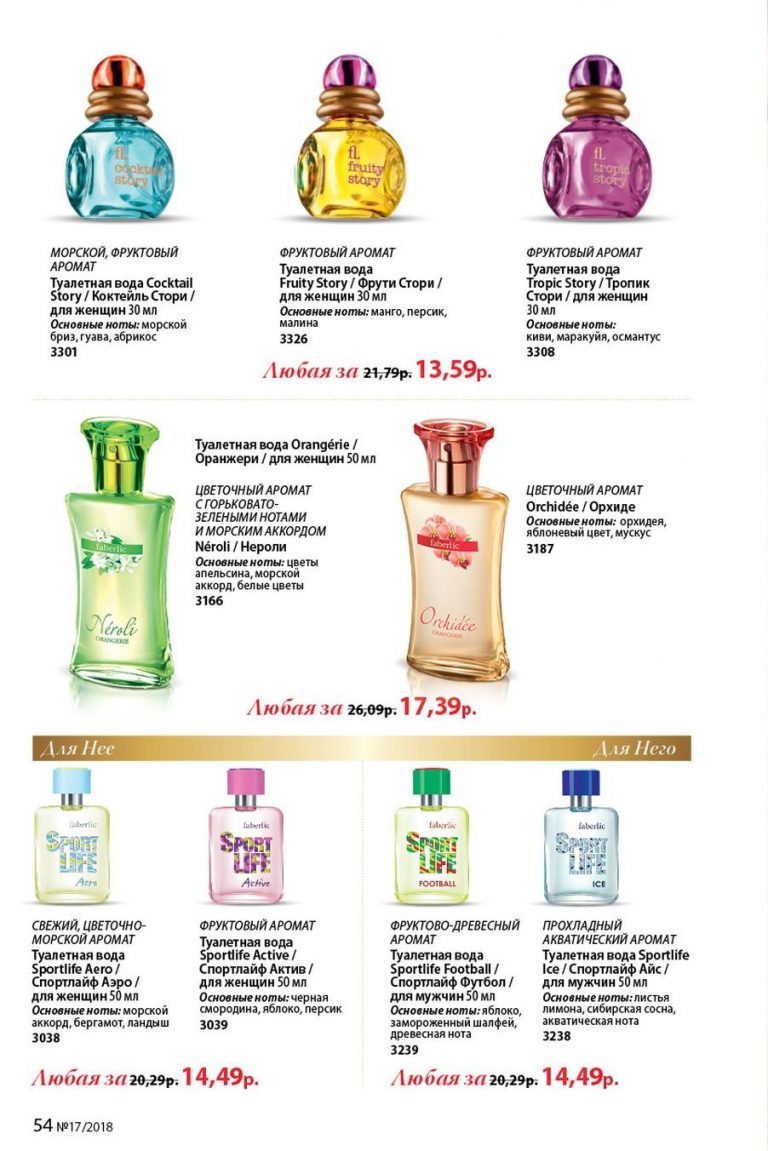 fl.
cocktail
story
fl.
fruity
story
fl.
tropic
story
МОРСКОЙ, ФРУКТОВЫЙ
АРОМАТ
Туалетная вода Cocktail
Story / Коктейль Стори /
для женщин 30 мл
Основные ноты: морской
бриз, гуава, абрикос
3301
ФРУКТОВЫЙ АРОМАТ
Туалетная вода
Fruity Story / Фрути Стори /
для женщин 30 мл
Основные ноты: манго, персик,
малина
3326
ФРУКТОВЫЙ АРОМАТ
Туалетная вода
Tropic Story / Тропик
Стори / для женщин
30 мл
Основные ноты:
киви, маракуйя, османтус
3308
Любая за 21,79р. 13,59р.
faberlic
Néroli
ORANGERIE
Туалетная вода Orangérie /
Оранжери / для женщин 50 мл
ЦВЕТОЧНЫЙ АРОМАТ
С ГОРЬКОВАТО-
ЗЕЛЕНЫМИ НОТАМИ
И МОРСКИМ АККОРДОМ
Néroli / Нероли
Основные ноты: цветы
апельсина, морской
аккорд, белые цветы
3166
faberlic
Orchidée
ORANGERIE
ЦВЕТОЧНЫЙ АРОМАТ
Orchidée / Орхиде
Основные ноты: орхидея,
яблоневый цвет, мускус
3187
Любая за 26,09р. 17,39р.
Для Нее
Для Него
faberlic
SPORT
LIFE
Aero
faberlic
SPORT
LIFE
Active
faberlic
SPORT
LIFE
FOOTBALL
faberlic
SPORT
LIFE
ICE
СВЕЖИЙ, ЦВЕТОЧНО-
МОРСКОЙ АРОМАТ
Туалетная вода
Sportlife Aero /
Спортлайф Аэро /
для женщин 50 мл
Основные ноты: морской
аккорд, бергамот, ландыш
3038
ФРУКТОВЫЙ АРОМАТ
Туалетная вода
Sportlife Active /
Спортлайф Актив /
для женщин 50 мл
Основные ноты: черная
смородина, яблоко, персик
3039
ФРУКТОВО-ДРЕВЕСНЫЙ
АРОМАТ
Туалетная вода
Sportlife Football /
Спортлайф Футбол /
для мужчин 50 мл
Основные ноты: яблоко,
замороженный шалфей,
древесная нота
3239
ПРОХЛАДНЫЙ
АКВАТИЧЕСКИЙ АРОМАТ
Туалетная вода Sportlife
Ice / Спортлайф Айс /
для мужчин 50 мл
Основные ноты: листья
лимона, сибирская сосна,
акватическая нота
3238
Любая за 20,29р. 14,49р.
Любая за 20,29р. 14,49р.
54 №17/2018